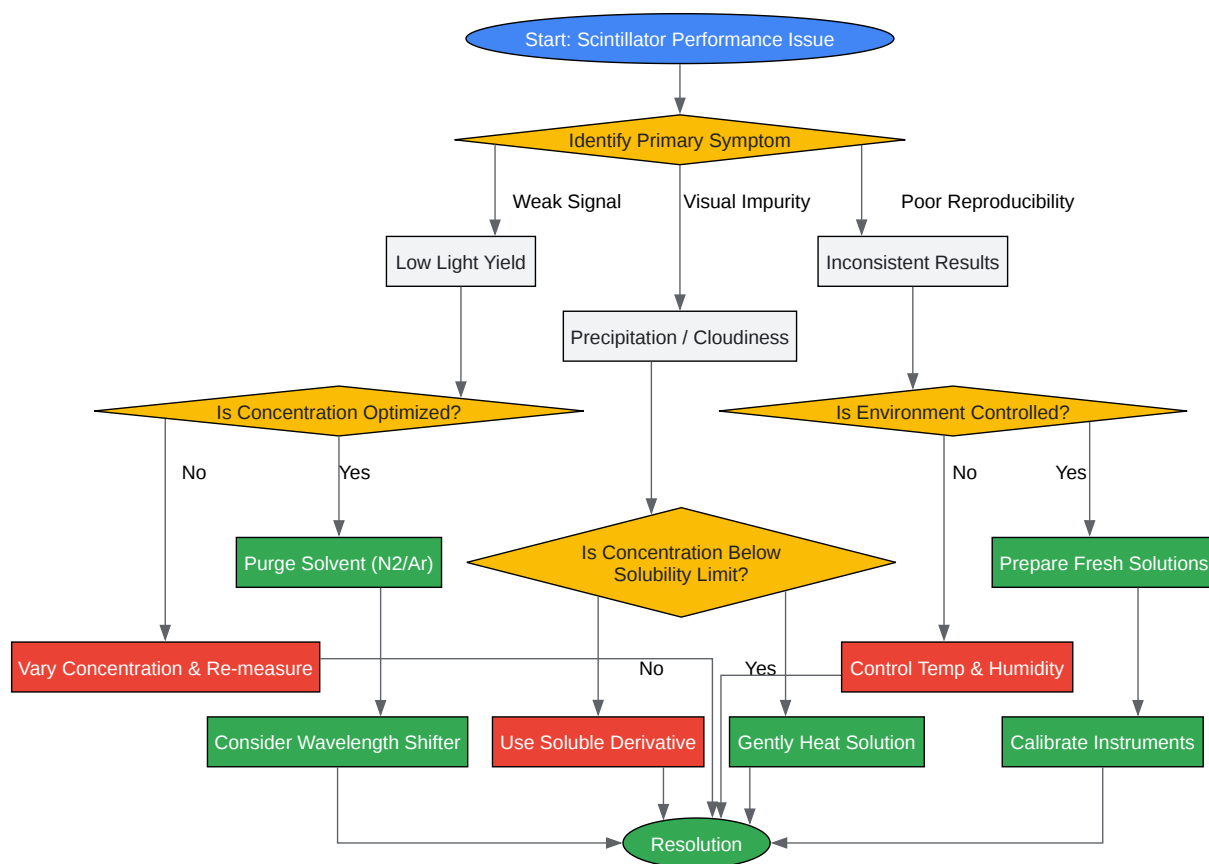 Start: Scintillator Performance Issue
Identify Primary Symptom
Weak Signal
Visual Impurity
Poor Reproducibility
Low Light Yield
Inconsistent Results
Precipitation / Cloudiness
Is Concentration Optimized?
Is Environment Controlled?
No
Yes
No
Yes
Purge Solvent (N2/Ar)
Is Concentration Below
Solubility Limit?
Prepare Fresh Solutions
Vary Concentration & Re-measure
No
Yes
Control Temp & Humidity
Consider Wavelength Shifter
Use Soluble Derivative
Gently Heat Solution
Calibrate Instruments
Resolution